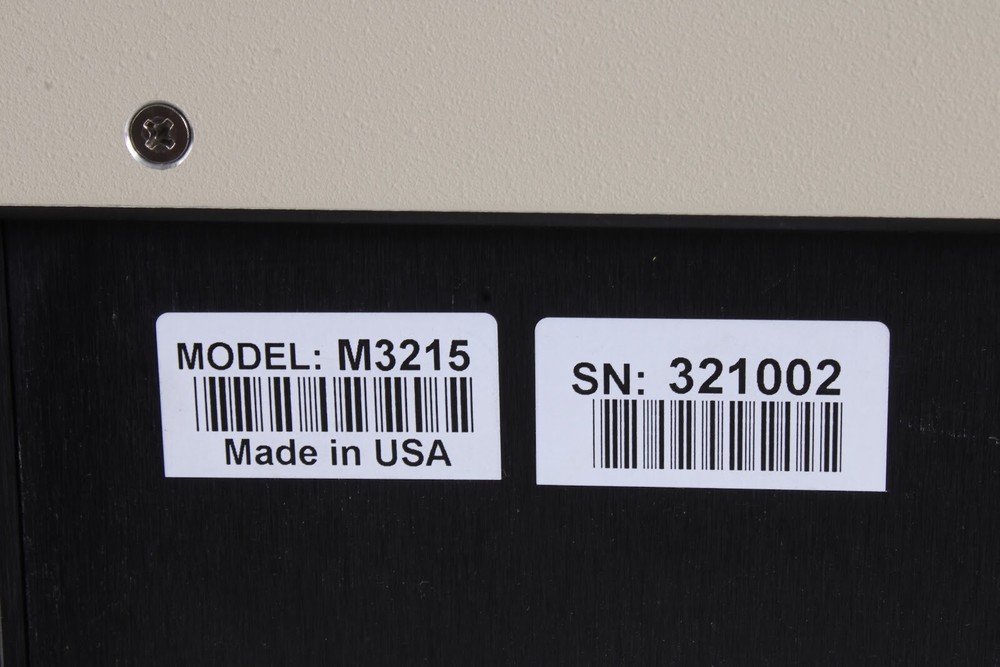 MODEL: M3215
Made in USA
SN: 321002